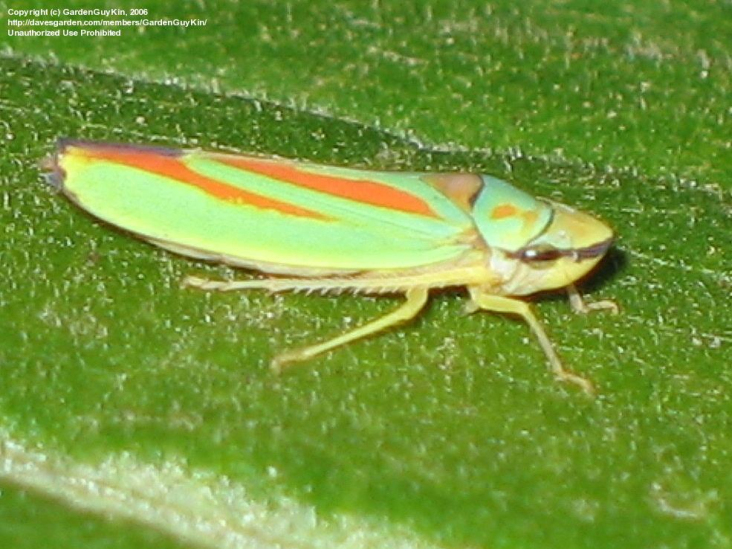 Copyright (c) GardenGuyKin, 2006
http://davesgarden.com/members/GardenGuyKin/
Unauthorized Use Prohibited